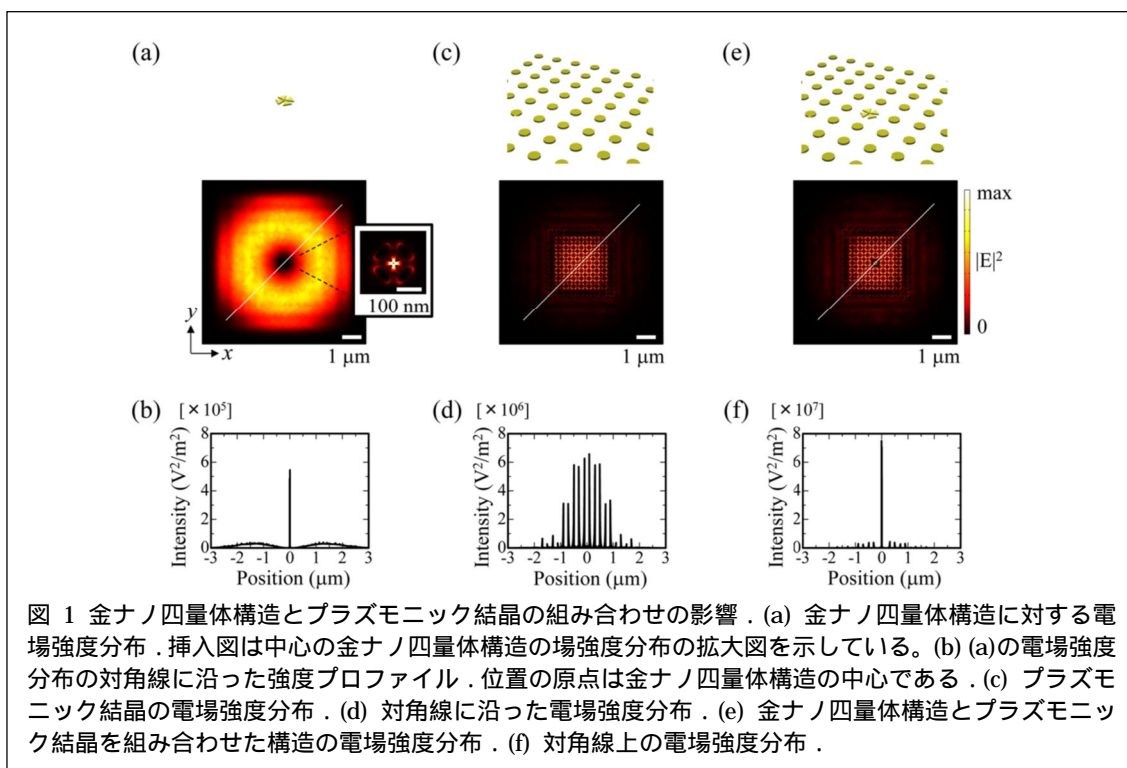 (a) (c) (e)
max
|E|²
0
100 nm
y
x
1 μm 1 μm 1 μm
(b) [×10⁵] (d) [×10⁶] (f) [×10⁷]
Intensity (V²/m²) Intensity (V²/m²) Intensity (V²/m²)
8 8 8
6 6 6
4 4 4
2 2 2
0 0 0
-3 -2 -1 0 1 2 3 -3 -2 -1 0 1 2 3 -3 -2 -1 0 1 2 3
Position (μm) Position (μm) Position (μm)
図 1 金ナノ四量体構造とプラズモニック結晶の組み合わせの影響．(a) 金ナノ四量体構造に対する電
場強度分布．挿入図は中心の金ナノ四量体構造の場強度分布の拡大図を示している。(b) (a)の電場強度
分布の対角線に沿った強度プロファイル．位置の原点は金ナノ四量体構造の中心である．(c) プラズモ
ニック結晶の電場強度分布．(d) 対角線に沿った電場強度分布．(e) 金ナノ四量体構造とプラズモニッ
ク結晶を組み合わせた構造の電場強度分布．(f) 対角線上の電場強度分布．